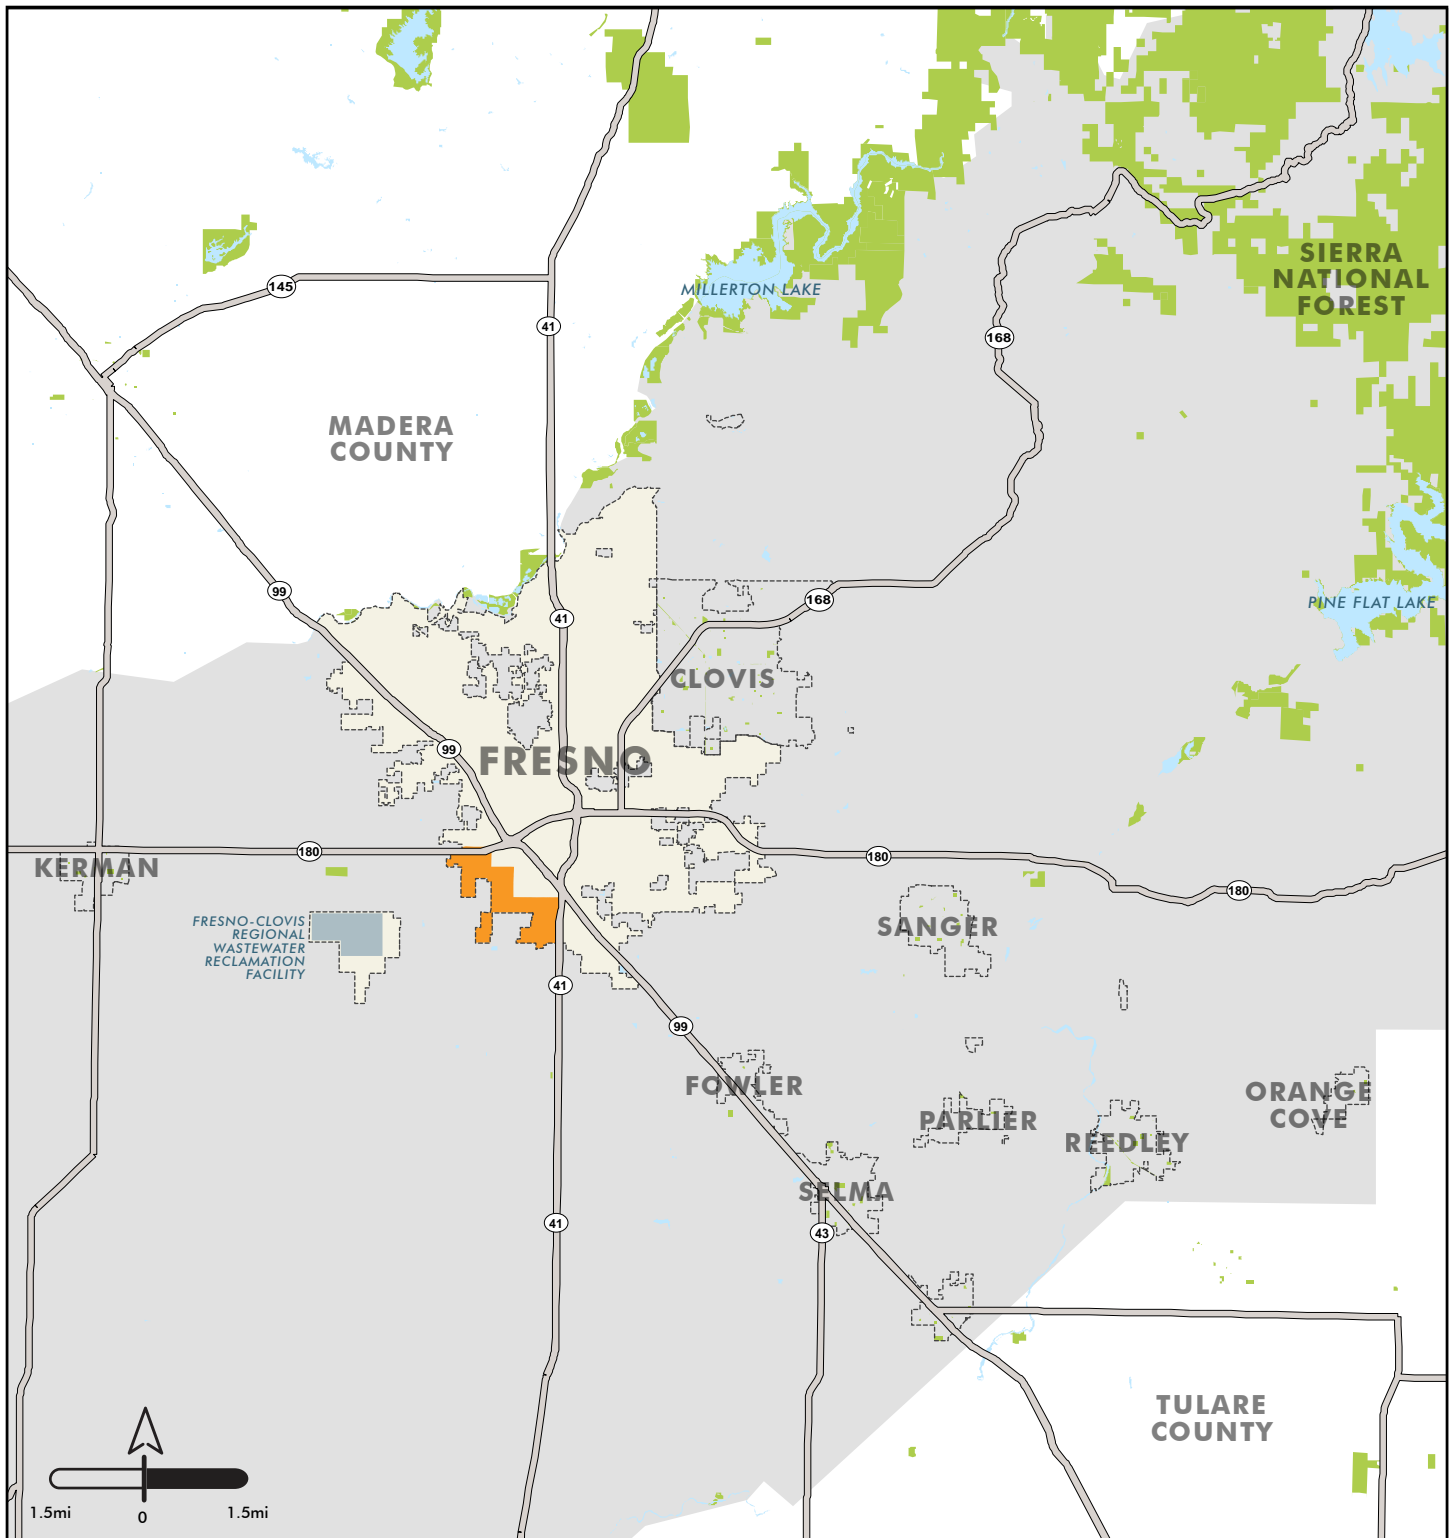 SIERRA
NATIONAL
FOREST
145
MILLERTON LAKE
41
168
MADERA
COUNTY
99
168
PINE FLAT LAKE
41
CLOVIS
99
FRESNO
180
180
KERMAN
180
FRESNO-CLOVIS
REGIONAL
WASTEWATER
RECLAMATION
FACILITY
SANGER
41
99
FOWLER
ORANGE
COVE
PARLIER
REEDLEY
SELMA
41
43
TULARE
COUNTY
1.5mi
0
1.5mi